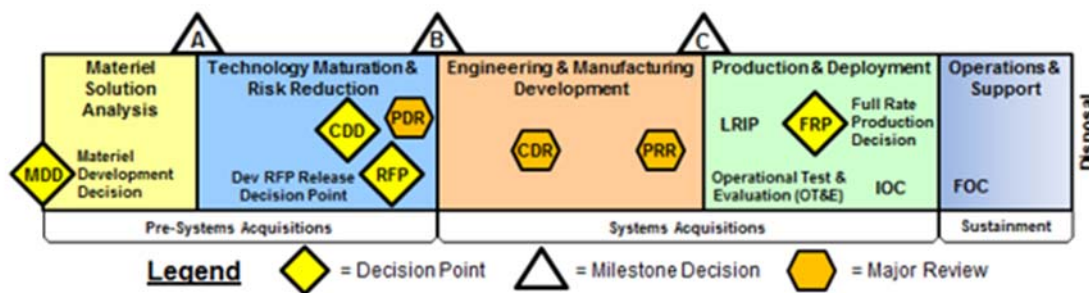 A
B
C
Materiel
Solution
Analysis
MDD
Materiel
Development
Decision
Technology Maturation &
Risk Reduction
CDD
PDR
Dev RFP Release
Decision Point
RFP
Engineering & Manufacturing
Development
CDR
PRR
Production & Deployment
LRIP
FRP
Full Rate
Production
Decision
Operational Test &
Evaluation (OT&E)
IOC
Operations &
Support
FOC
Disposal
Pre-Systems Acquisitions
Systems Acquisitions
Sustainment
Legend
= Decision Point
= Milestone Decision
= Major Review